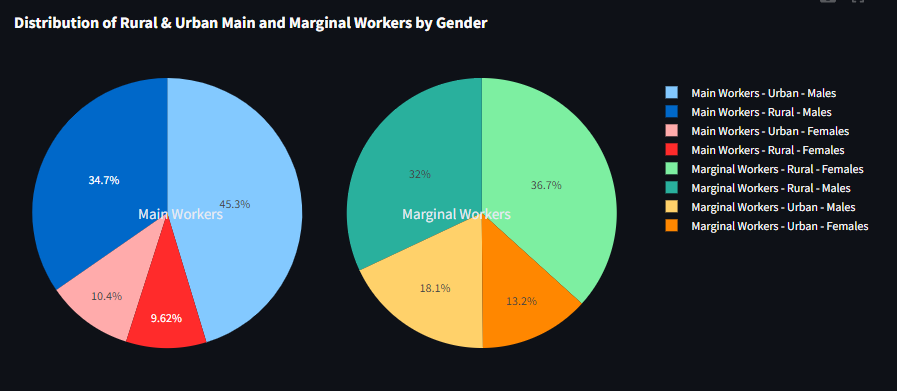 Distribution of Rural & Urban Main and Marginal Workers by Gender
34.7%
45.3%
Main Workers
10.4%
9.62%
32%
36.7%
Marginal Workers
18.1%
13.2%
Main Workers - Urban - Males
Main Workers - Rural - Males
Main Workers - Urban - Females
Main Workers - Rural - Females
Marginal Workers - Rural - Females
Marginal Workers - Rural - Males
Marginal Workers - Urban - Males
Marginal Workers - Urban - Females